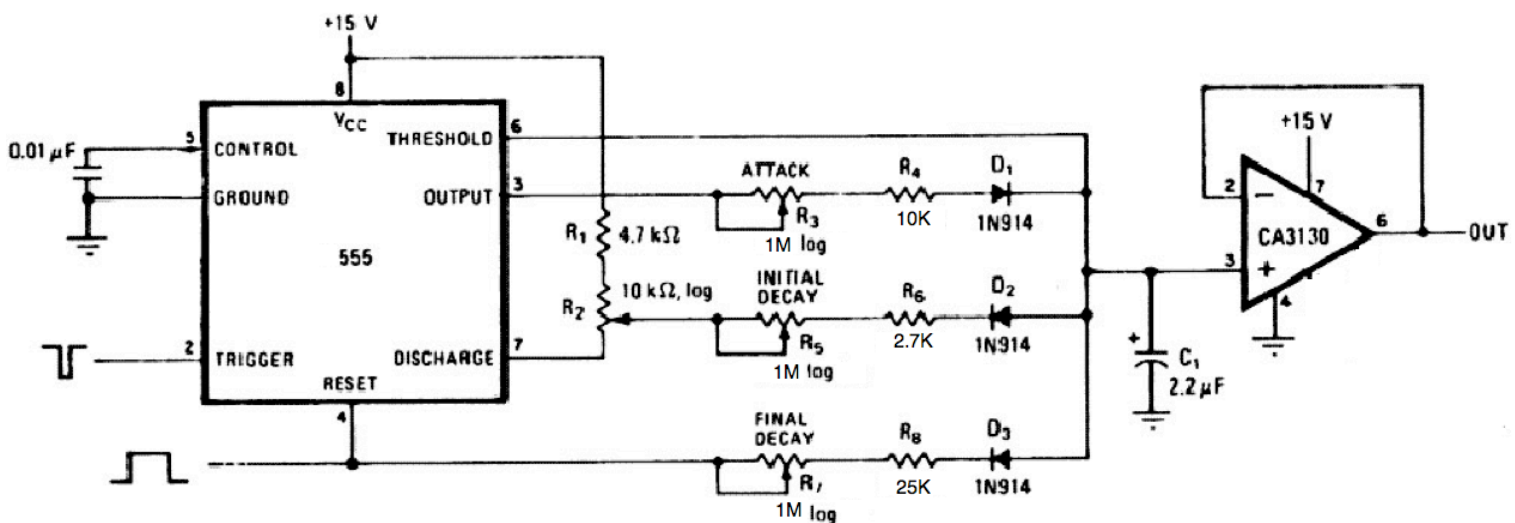 +15 V
8
VCC
0.01 µF
5
CONTROL
THRESHOLD
6
GROUND
OUTPUT
3
555
2
TRIGGER
DISCHARGE
7
RESET
4
R1
4.7 kΩ
R2
10 kΩ, log
ATTACK
R3
1M log
R4
10K
D1
1N914
INITIAL
DECAY
R5
1M log
R6
2.7K
D2
1N914
FINAL
DECAY
R7
1M log
R8
25K
D3
1N914
+
C1
2.2 µF
+15 V
2
−
7
CA3130
6
OUT
3
+
4